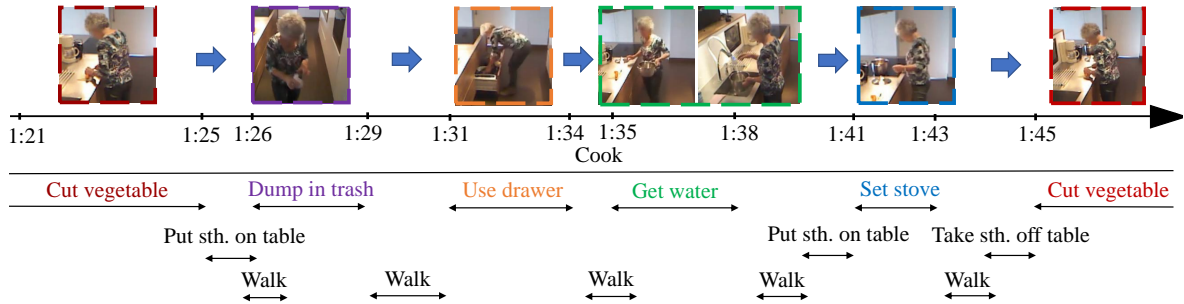 1:21 1:25 1:26 1:29 1:31 1:34 1:35 1:38 1:41 1:43 1:45
Cook
Cut vegetable Dump in trash Use drawer Get water Set stove Cut vegetable
Put sth. on table Put sth. on table Take sth. off table
Walk Walk Walk Walk Walk